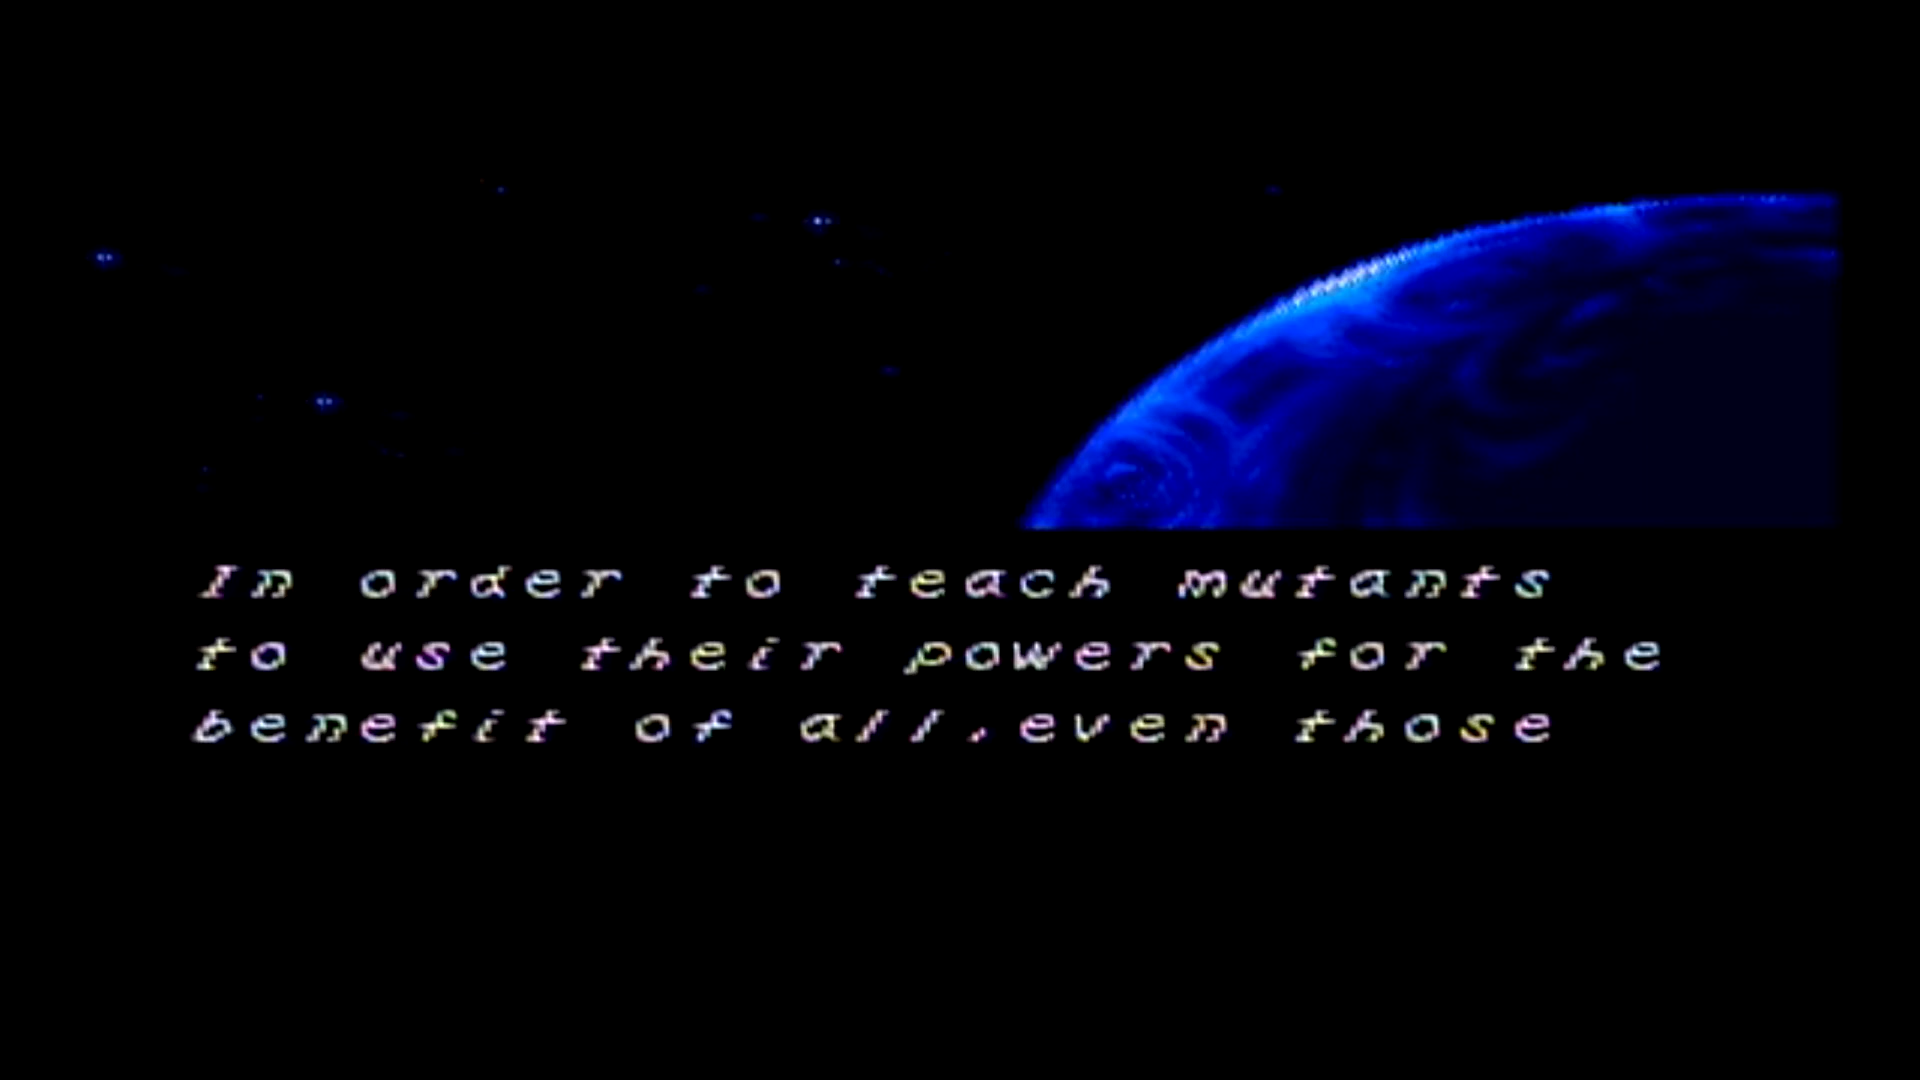 In order to teach mutants
to use their powers for the
benefit of all,even those